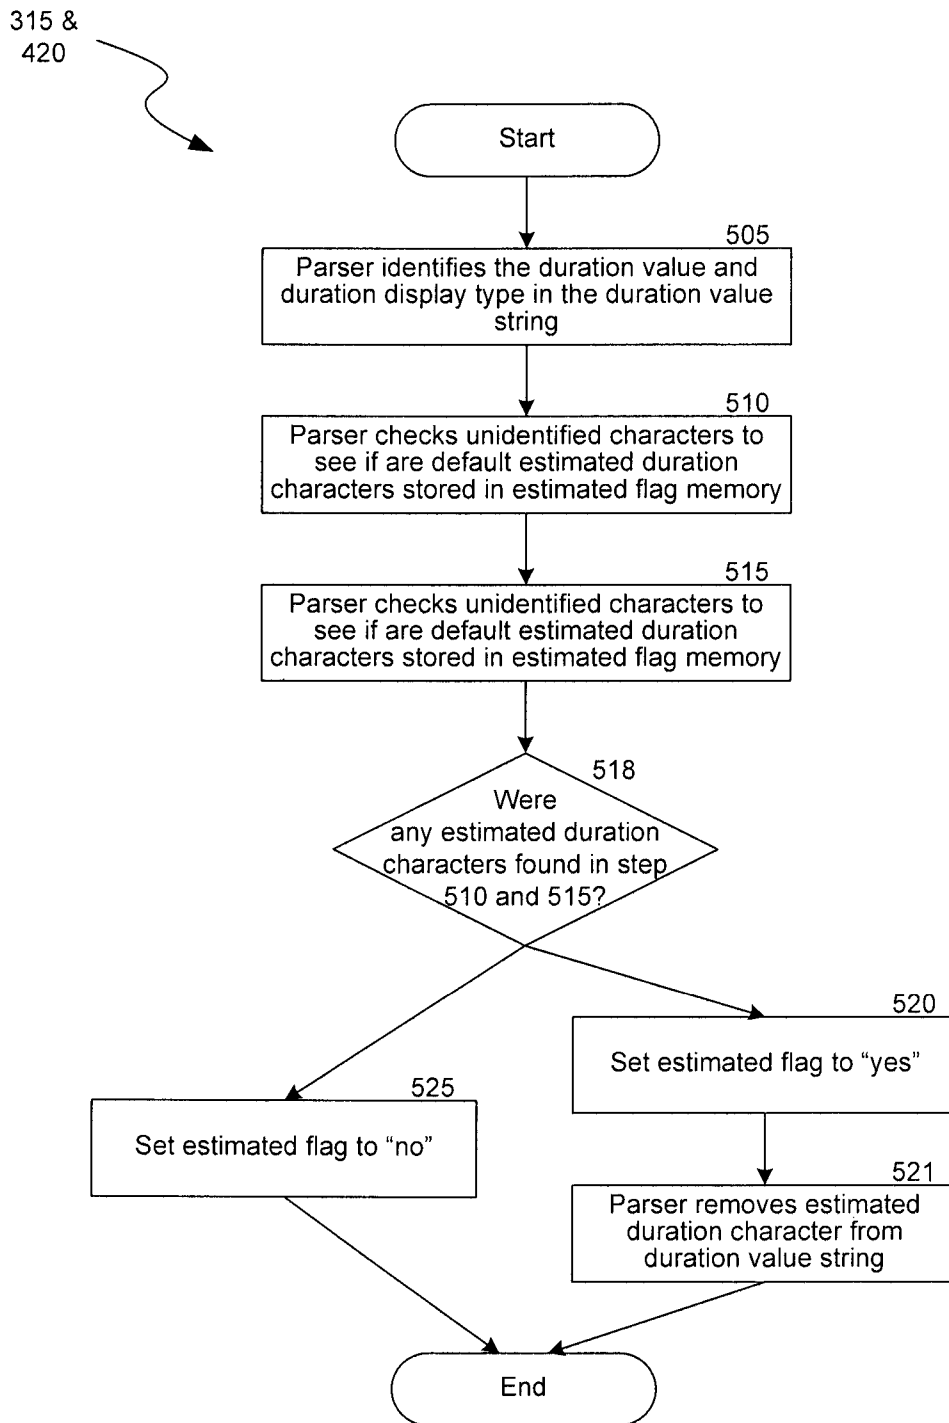 315 &
420
Start
505
Parser identifies the duration value and
duration display type in the duration value
string
510
Parser checks unidentified characters to
see if are default estimated duration
characters stored in estimated flag memory
515
Parser checks unidentified characters to
see if are default estimated duration
characters stored in estimated flag memory
518
Were
any estimated duration
characters found in step
510 and 515?
520
Set estimated flag to “yes”
525
Set estimated flag to “no”
521
Parser removes estimated
duration character from
duration value string
End